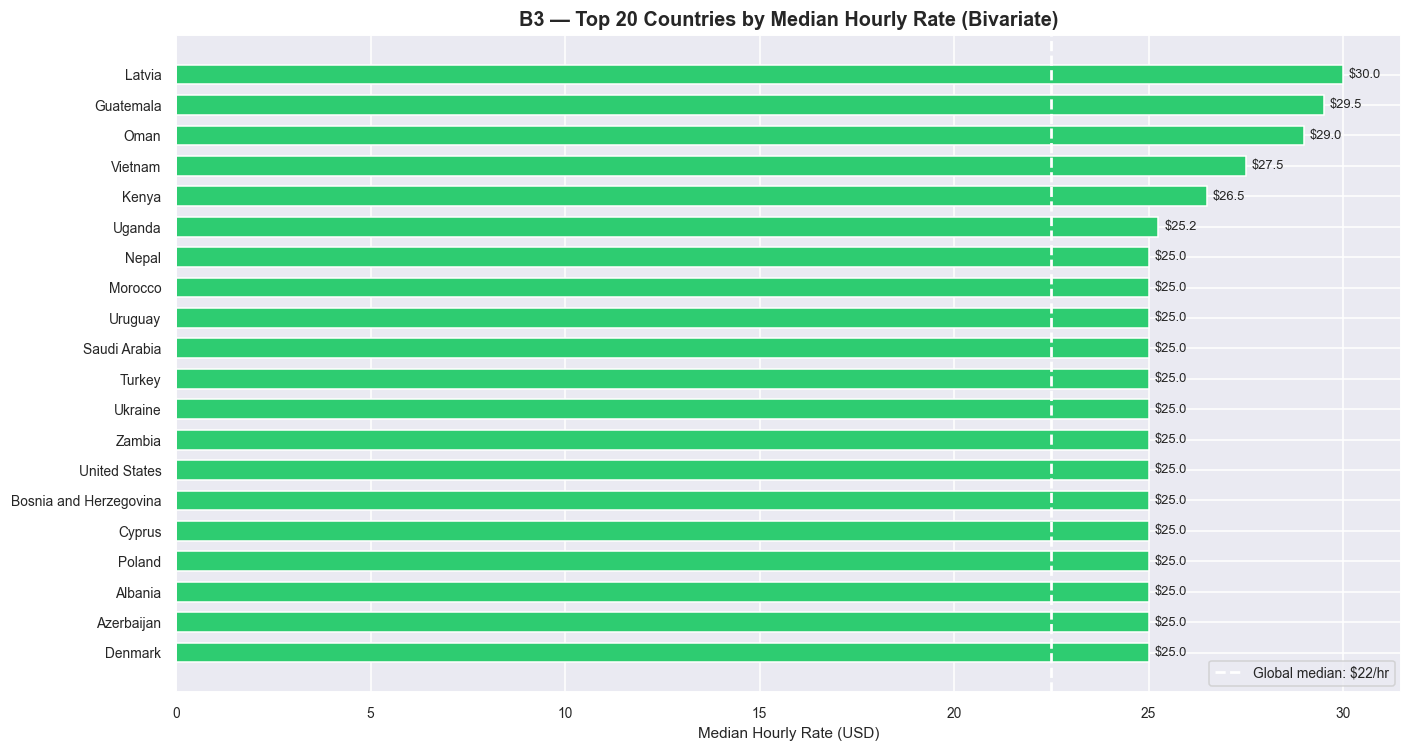 B3 — Top 20 Countries by Median Hourly Rate (Bivariate)
Latvia $30.0
Guatemala $29.5
Oman $29.0
Vietnam $27.5
Kenya $26.5
Uganda $25.2
Nepal $25.0
Morocco $25.0
Uruguay $25.0
Saudi Arabia $25.0
Turkey $25.0
Ukraine $25.0
Zambia $25.0
United States $25.0
Bosnia and Herzegovina $25.0
Cyprus $25.0
Poland $25.0
Albania $25.0
Azerbaijan $25.0
Denmark $25.0
Global median: $22/hr
0 5 10 15 20 25 30
Median Hourly Rate (USD)